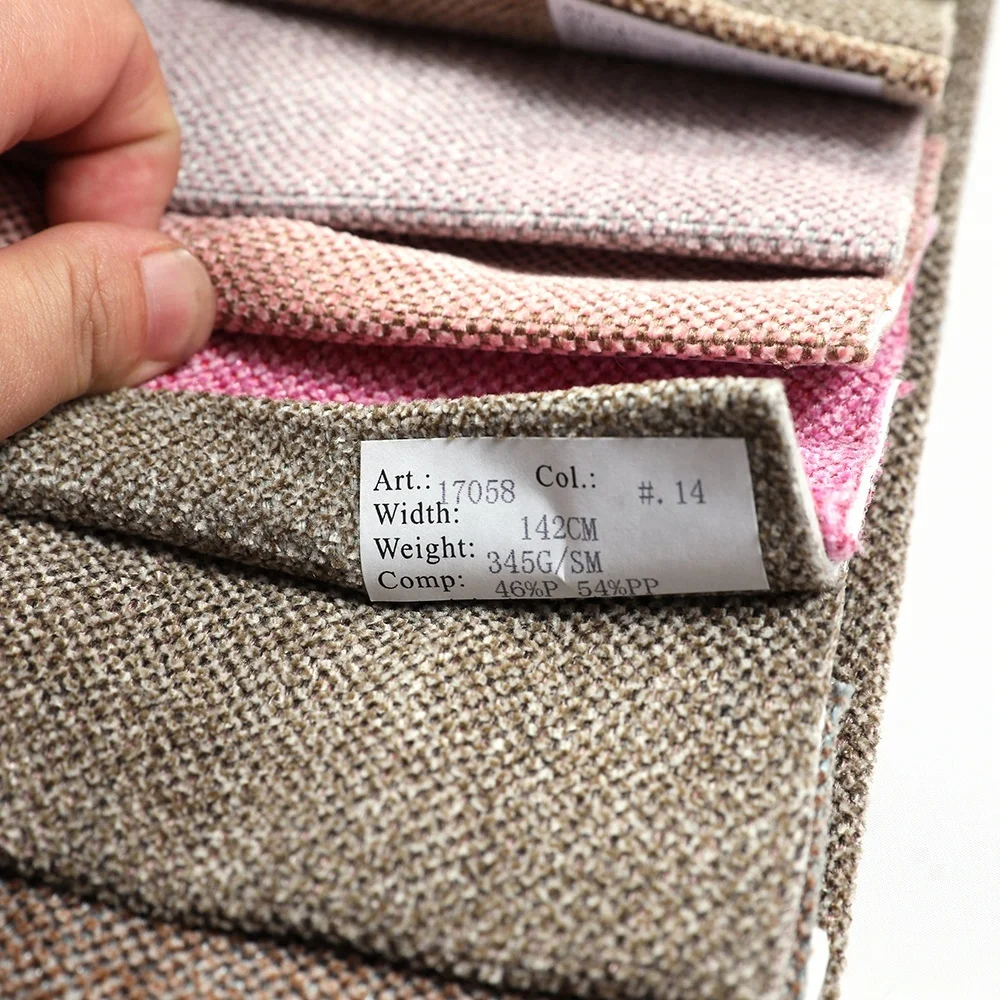 Art.: 17058 Col.: #. 14
Width: 142CM
Weight: 345G/SM
Comp: 46%P 54%PP